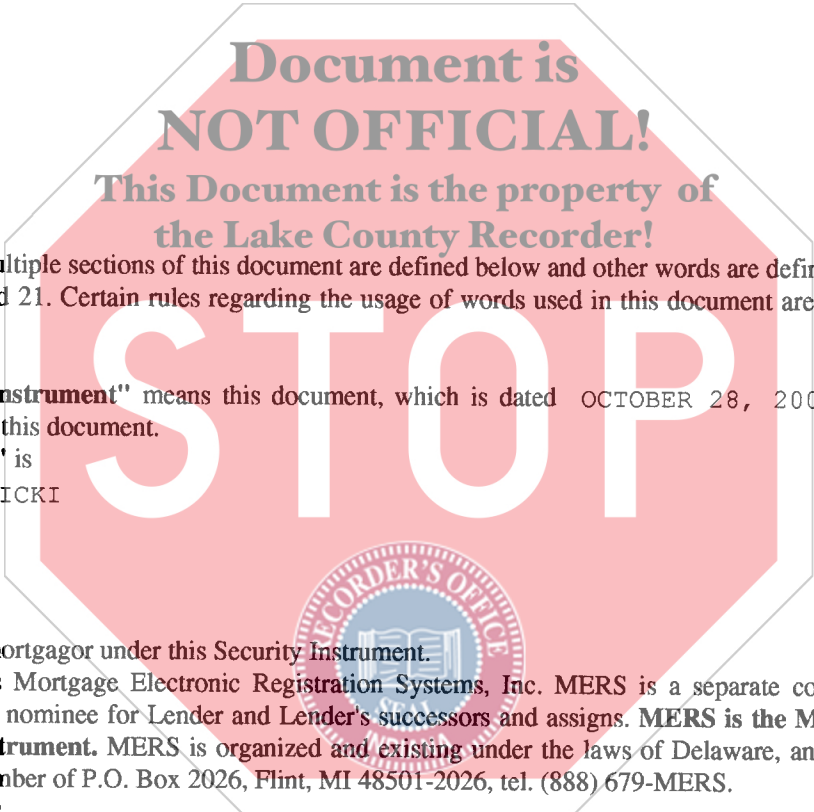 Document is
NOT OFFICIAL!
This Document is the property of
the Lake County Recorder!
ultiple sections of this document are defined below and other words are defin
d 21. Certain rules regarding the usage of words used in this document are
STOP
nstrument" means this document, which is dated OCTOBER 28, 200
this document.
" is
ICKI
RECORDER'S OFFICE
ortgagor under this Security Instrument.
s Mortgage Electronic Registration Systems, Inc. MERS is a separate co
nominee for Lender and Lender's successors and assigns. MERS is the M
SEAL
trument. MERS is organized and existing under the laws of Delaware, an
nber of P.O. Box 2026, Flint, MI 48501-2026, tel. (888) 679-MERS.